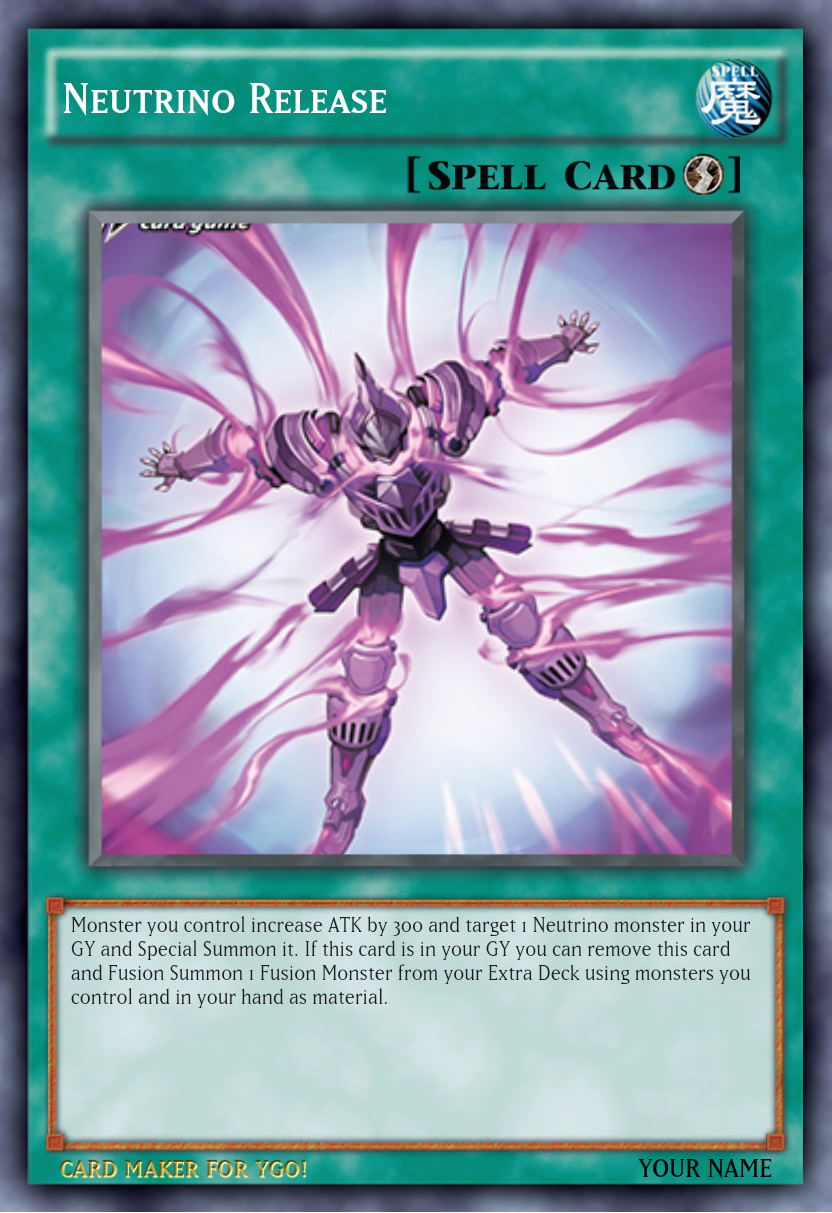 Neutrino Release
SPELL
魔
[Spell Card]
card game
Monster you control increase ATK by 300 and target 1 Neutrino monster in your
GY and Special Summon it. If this card is in your GY you can remove this card
and Fusion Summon 1 Fusion Monster from your Extra Deck using monsters you
control and in your hand as material.
CARD MAKER FOR YGO!
YOUR NAME